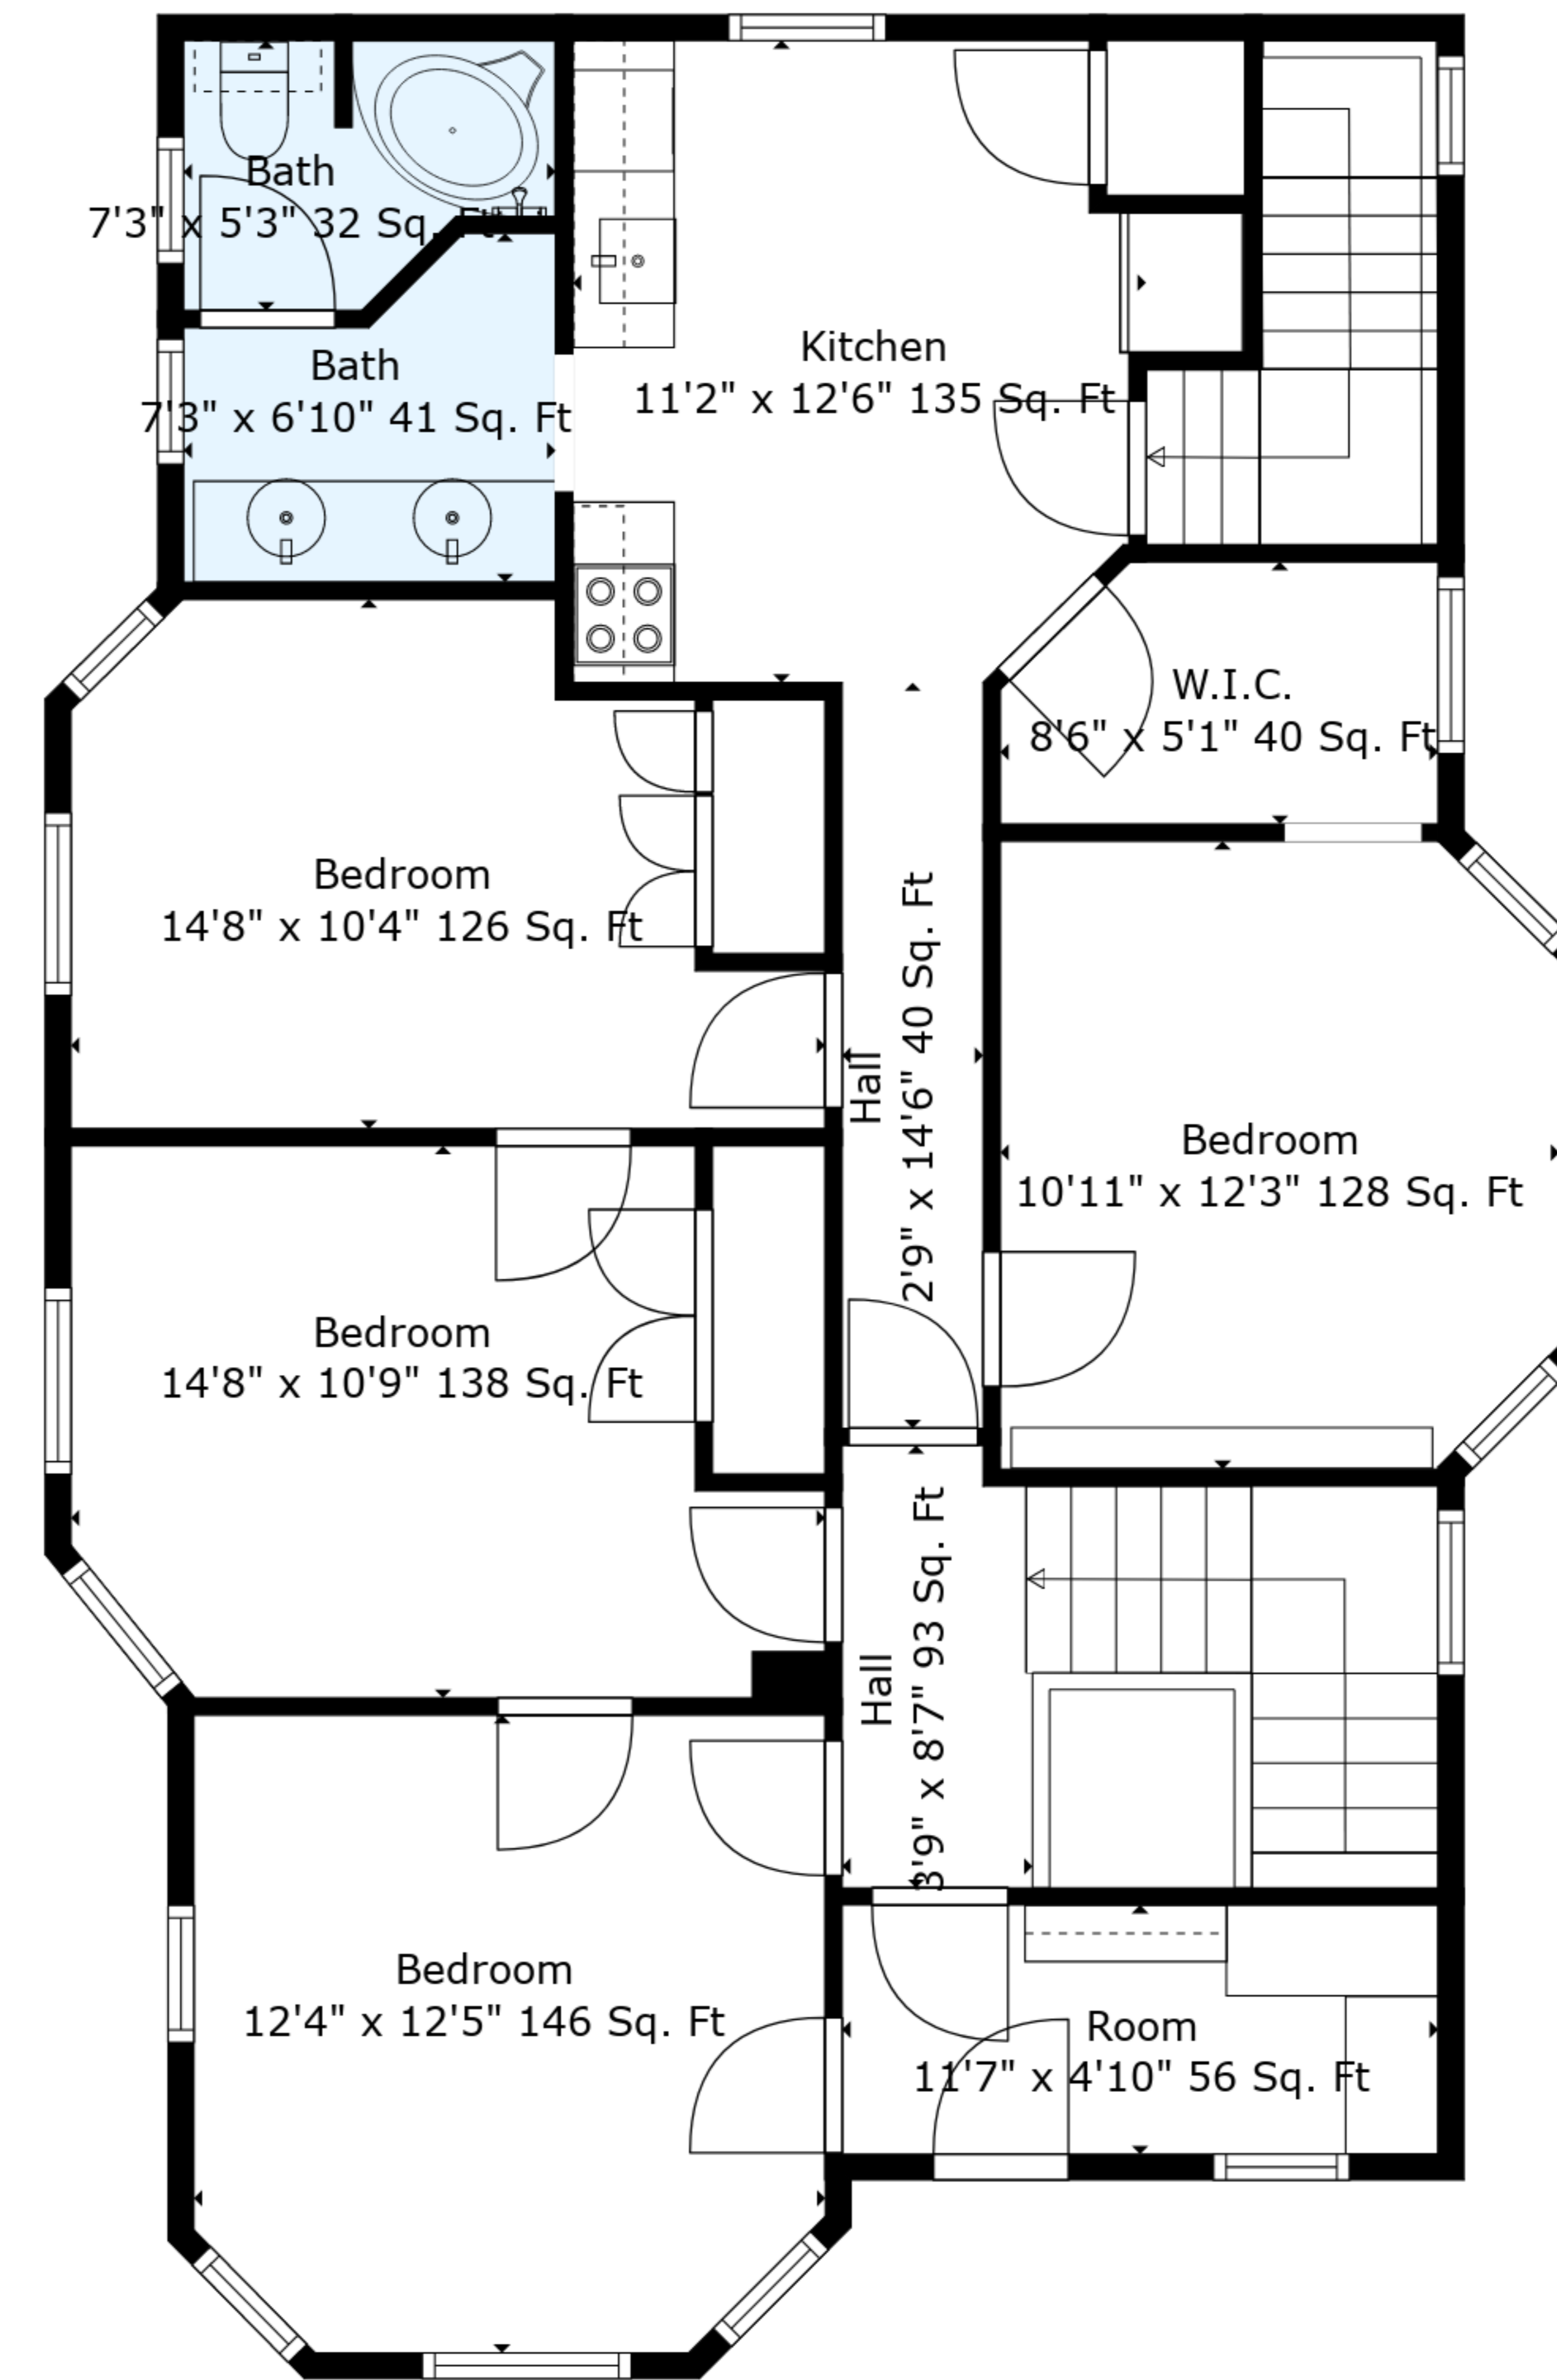 Bath
7'3" x 5'3" 32 Sq. Ft
Bath
7'3" x 6'10" 41 Sq. Ft
Kitchen
11'2" x 12'6" 135 Sq. Ft
W.I.C.
8'6" x 5'1" 40 Sq. Ft
Bedroom
14'8" x 10'4" 126 Sq. Ft
Hall
2'9" x 14'6" 40 Sq. Ft
Bedroom
10'11" x 12'3" 128 Sq. Ft
Bedroom
14'8" x 10'9" 138 Sq. Ft
Hall
3'9" x 8'7" 93 Sq. Ft
Bedroom
12'4" x 12'5" 146 Sq. Ft
Room
11'7" x 4'10" 56 Sq. Ft